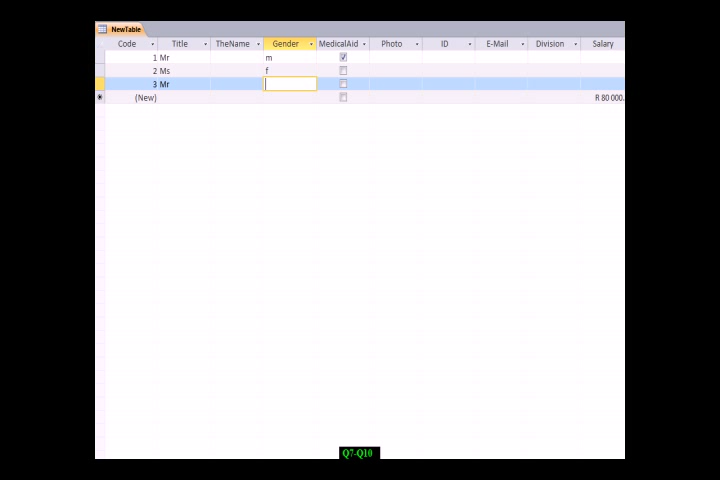 NewTable
Code Title TheName Gender MedicalAid Photo ID E-Mail Division Salary
1 Mr m
2 Ms f
3 Mr
(New) R 80 000.
Q7-Q10